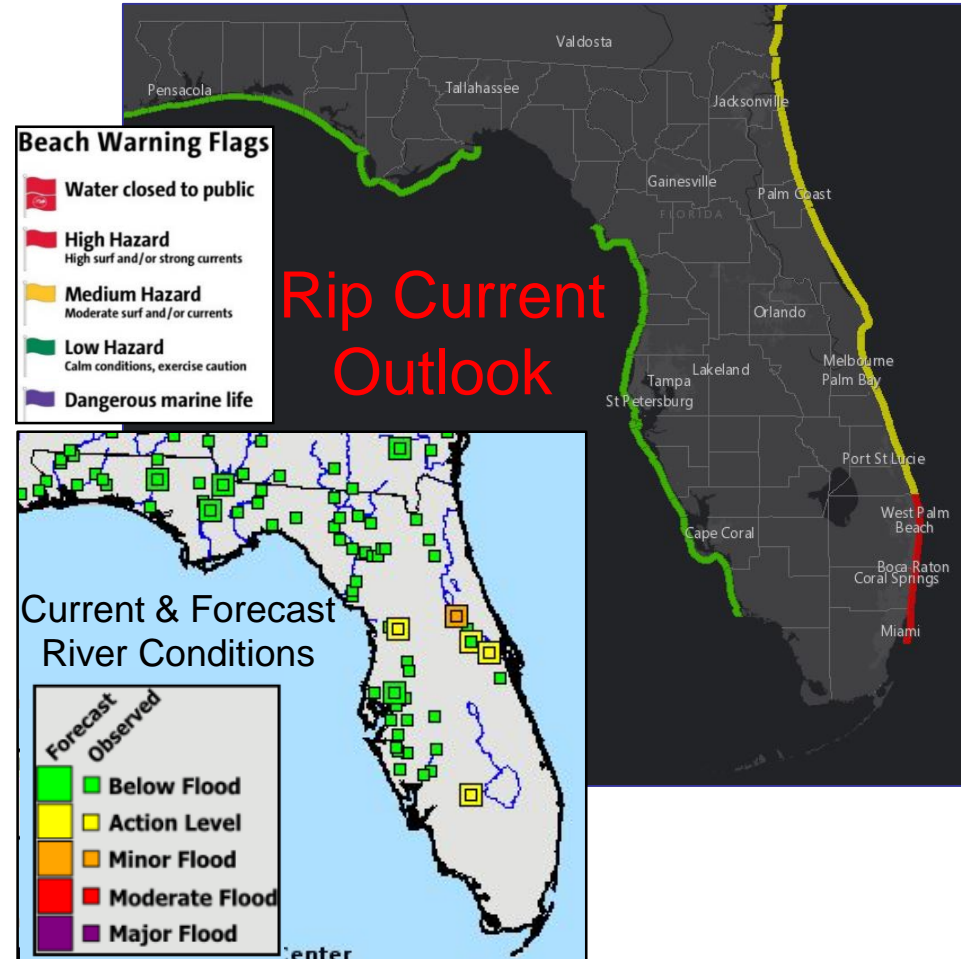 Valdosta
Pensacola
Tallahassee
Jacksonville
Beach Warning Flags
Water closed to public
High Hazard
High surf and/or strong currents
Medium Hazard
Moderate surf and/or currents
Low Hazard
Calm conditions, exercise caution
Dangerous marine life
Gainesville
Palm Coast
FLORIDA
Rip Current
Outlook
Orlando
Melbourne
Palm Bay
Lakeland
Tampa
St Petersburg
Port St Lucie
West Palm
Beach
Cape Coral
Boca Raton
Coral Springs
Miami
Current & Forecast
River Conditions
Forecast
Observed
Below Flood
Action Level
Minor Flood
Moderate Flood
Major Flood